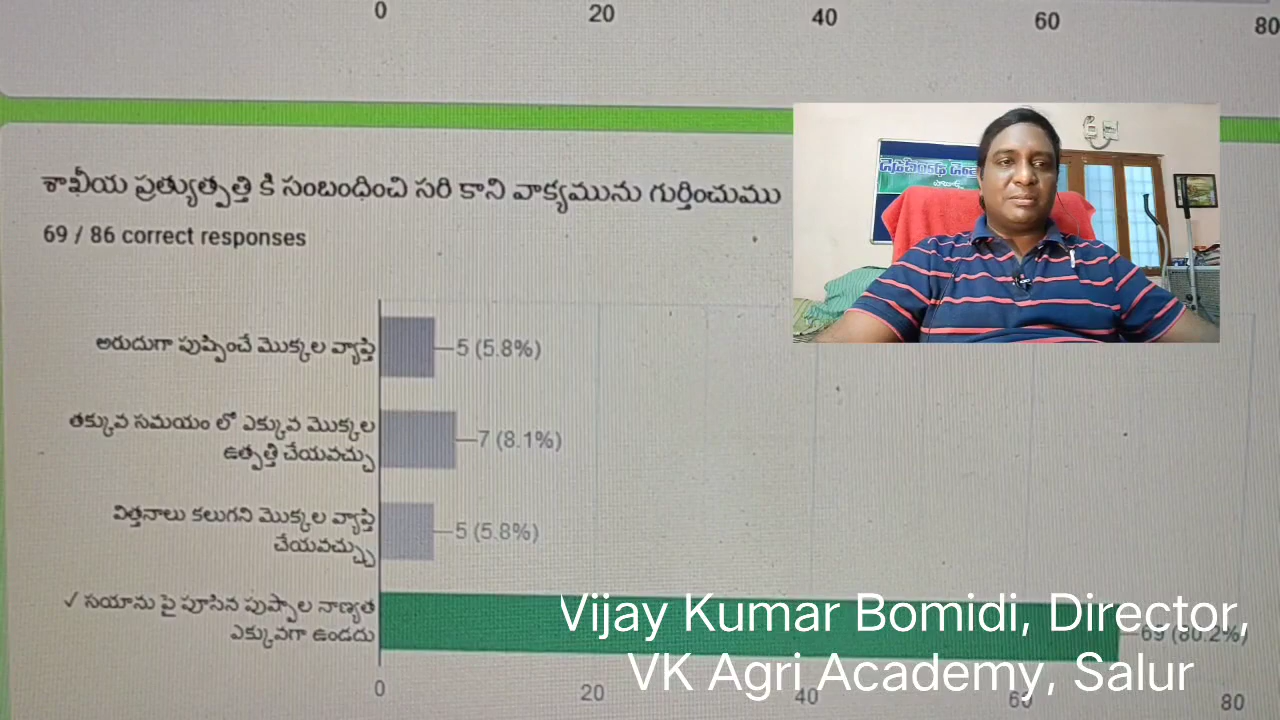 0 20 40 60 80
శాఖీయ ప్రత్యుత్పత్తి కి సంబంధించి సరి కాని వాక్యమును గుర్తించుము
69 / 86 correct responses
అరుదుగా పుష్పించే మొక్కల వ్యాప్తి
5 (5.8%)
తక్కువ సమయం లో ఎక్కువ మొక్కల
ఉత్పత్తి చేయవచ్చు
7 (8.1%)
విత్తనాలు కలుగని మొక్కల వ్యాప్తి
చేయవచ్చ్చు
5 (5.8%)
✓ సయాను పై పూసిన పుష్పాల నాణ్యత
ఎక్కువగా ఉండదు
69 (80.2%)
0 20 40 60 80
Vijay Kumar Bomidi, Director,
VK Agri Academy, Salur